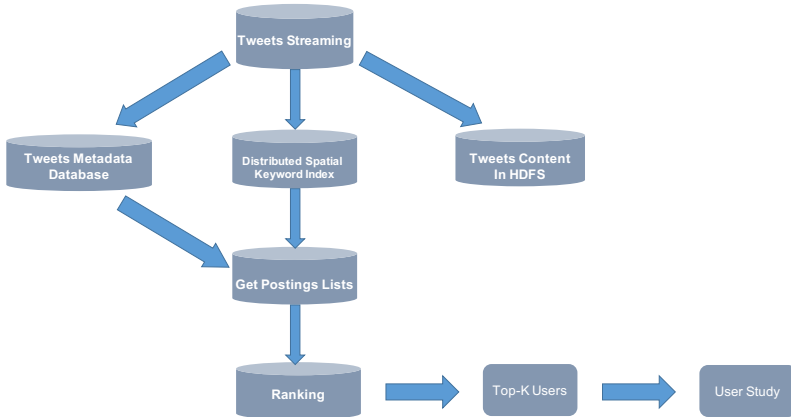 Tweets Streaming
Tweets Metadata
Database
Distributed Spatial
Keyword Index
Tweets Content
In HDFS
Get Postings Lists
Ranking
Top-K Users
User Study